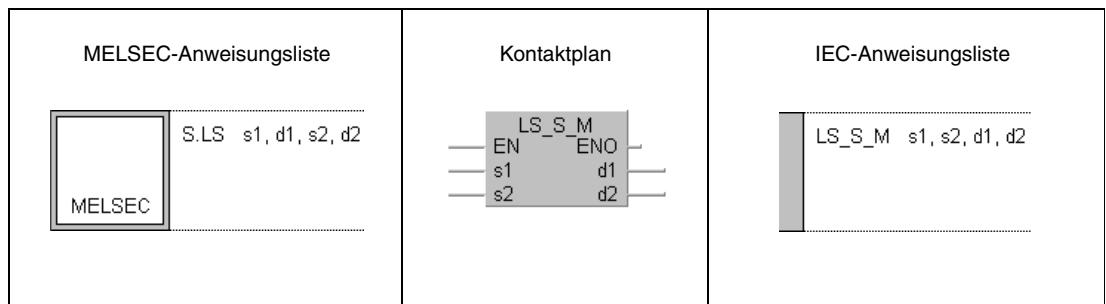 MELSEC-Anweisungsliste
MELSEC
S.LS s1, d1, s2, d2
Kontaktplan
LS_S_M
EN ENO
s1 d1
s2 d2
IEC-Anweisungsliste
LS_S_M s1, s2, d1, d2